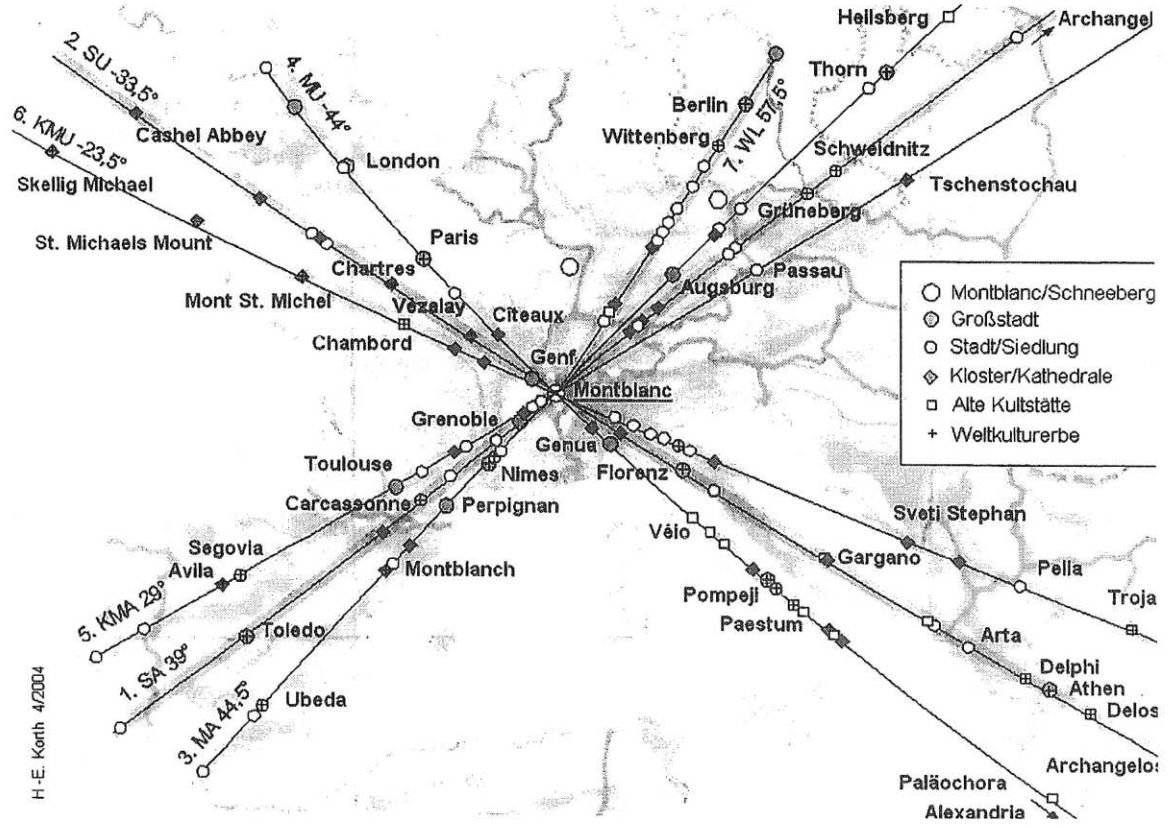 Heilsberg
Archangel
2. SU -33,5°
4. MU -44°
Thorn
Berlin
7. WL 57,5°
Wittenberg
Cashel Abbey
6. KMU -23,5°
London
Schweidnitz
Skellig Michael
Tschenstochau
Grüneberg
St. Michaels Mount
Paris
Chartres
Passau
Augsburg
Mont St. Michel
Vezelay
Citeaux
Chambord
Genf
Montblanc
Montblanc/Schneeberg
Großstadt
Stadt/Siedlung
Kloster/Kathedrale
Alte Kultstätte
Weltkulturerbe
Grenoble
Genua
Toulouse
Nimes
Florenz
Carcassonne
Perpignan
Sveti Stephan
Véio
Segovia
Avila
Gargano
Montblanch
Pella
Pompeji
Troja
5. KMA 29°
Paestum
Toledo
Arta
1. SA 39°
Delphi
Athen
Ubeda
Delos
3. MA 44,5°
Archangelos
Paläochora
Alexandria
H-E. Korth 4/2004